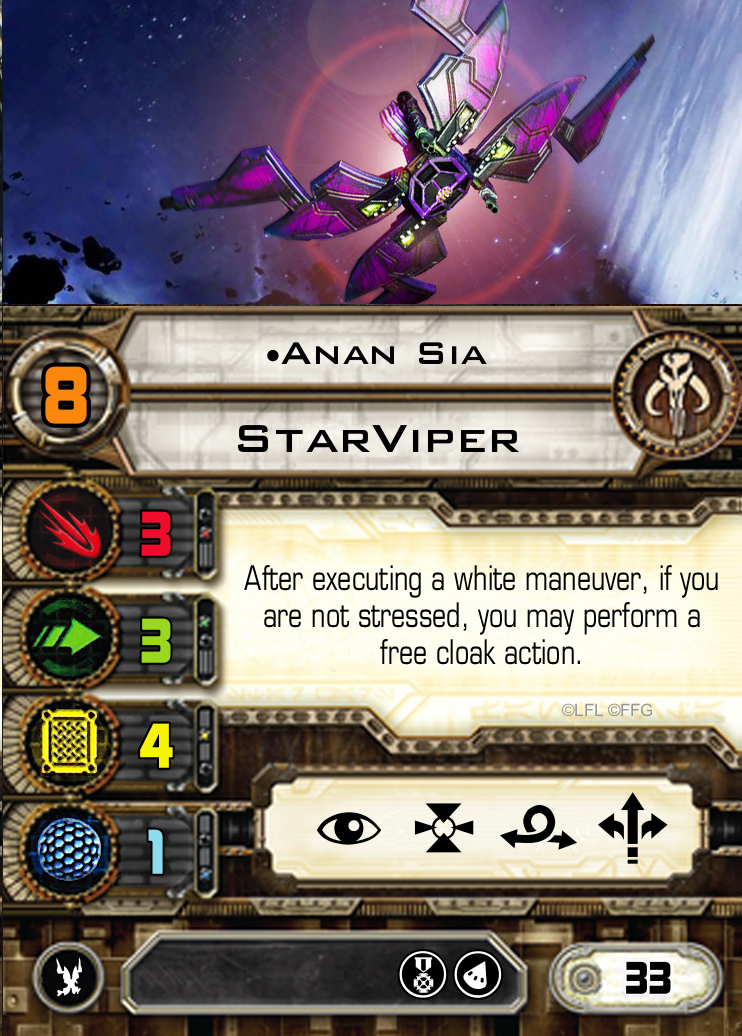 •Anan Sia
8
StarViper
3
After executing a white maneuver, if you
are not stressed, you may perform a
free cloak action.
3
©LFL ©FFG
4
1
33